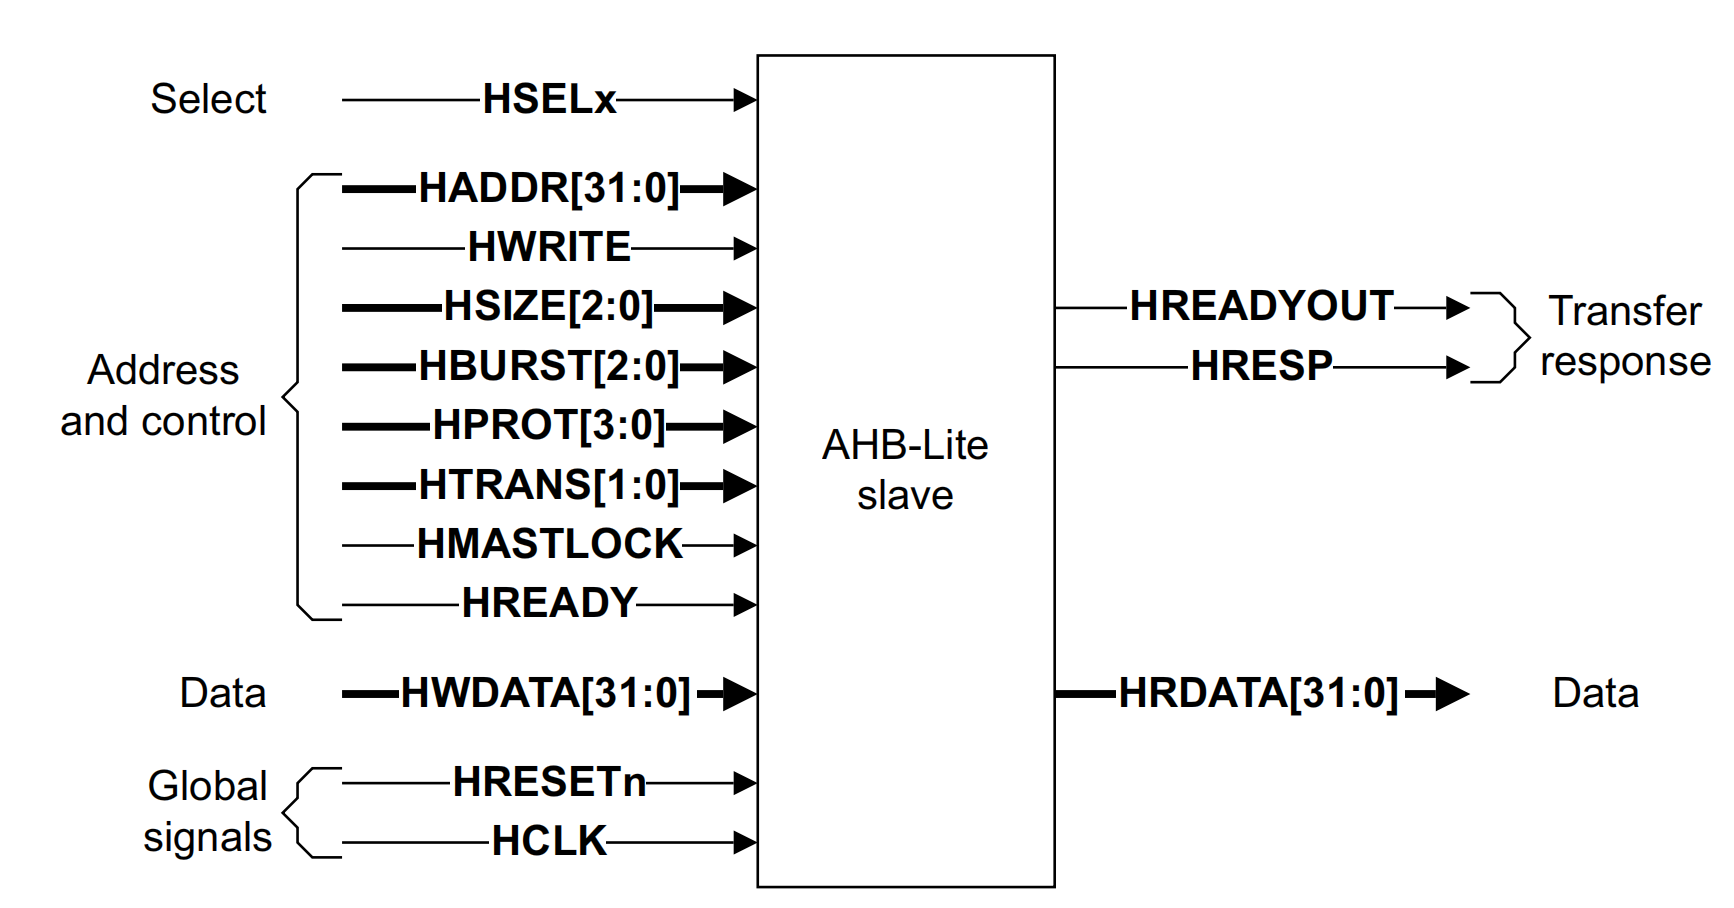 Select
HSELx
HADDR[31:0]
HWRITE
HSIZE[2:0]
HBURST[2:0]
HPROT[3:0]
HTRANS[1:0]
HMASTLOCK
HREADY
Address
and control
Data
HWDATA[31:0]
Global
signals
HRESETn
HCLK
AHB-Lite
slave
HREADYOUT
HRESP
Transfer
response
HRDATA[31:0]
Data